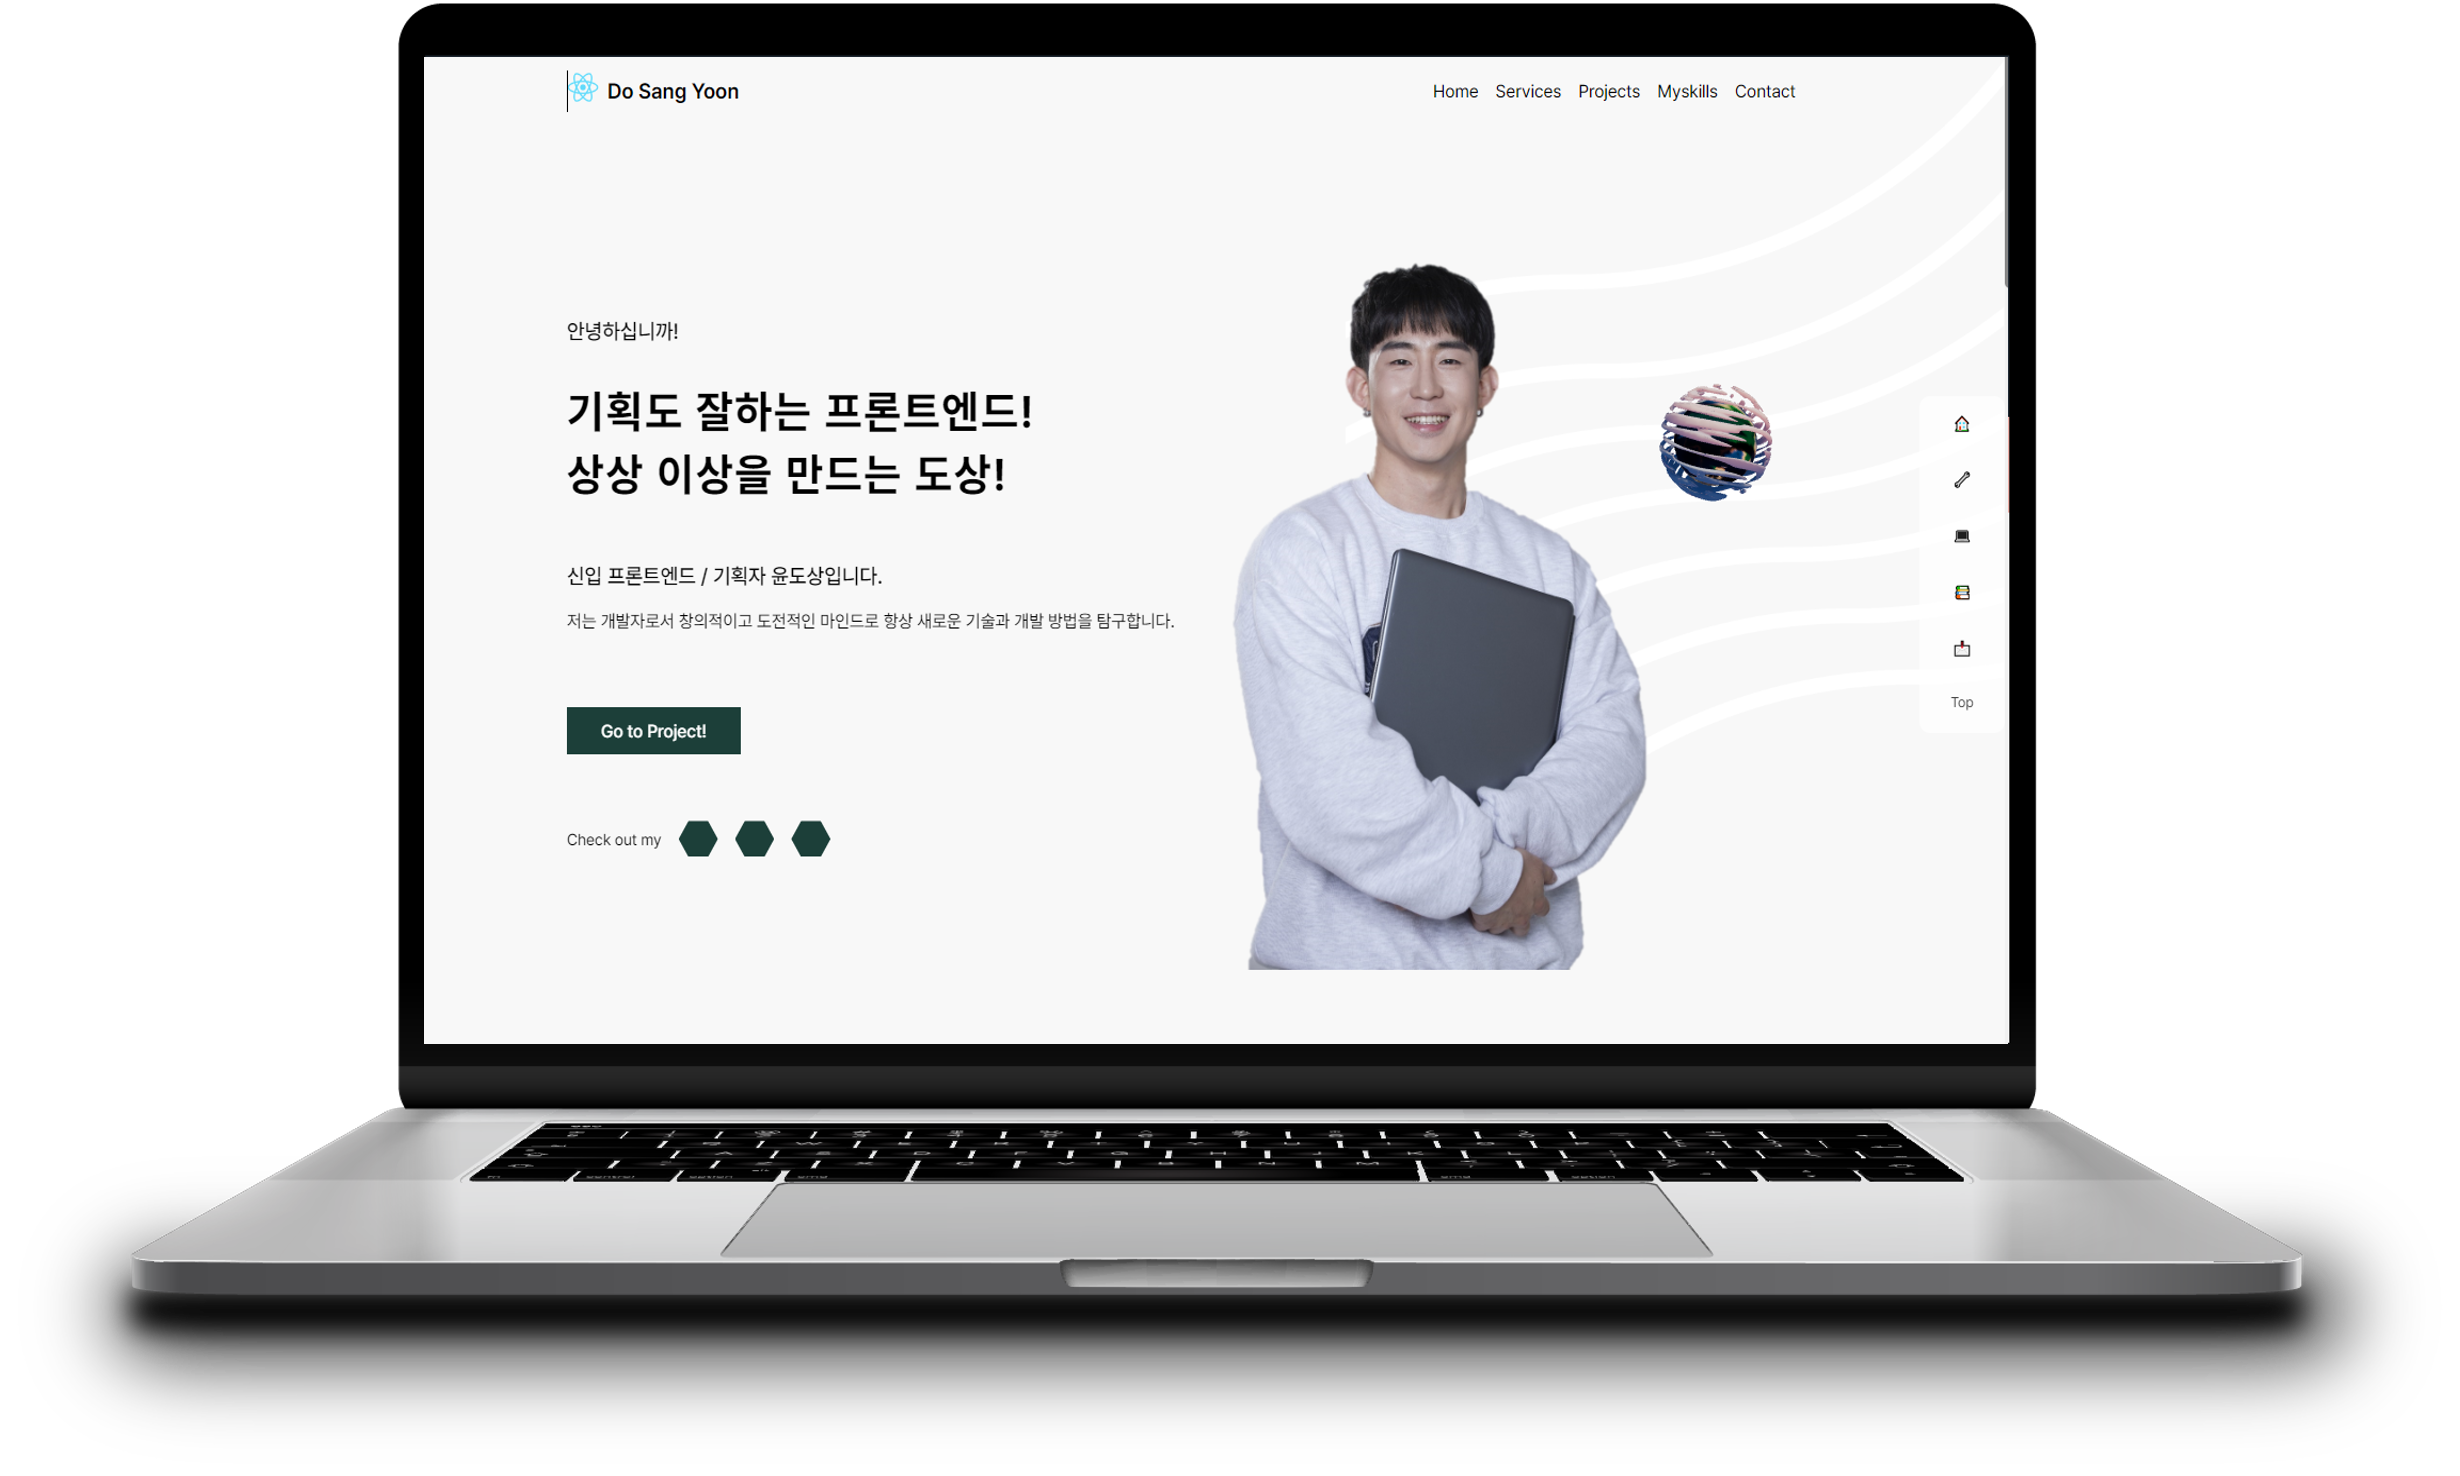 Do Sang Yoon
Home Services Projects Myskills Contact
안녕하십니까!
기획도 잘하는 프론트엔드!
상상 이상을 만드는 도상!
신입 프론트엔드 / 기획자 윤도상입니다.
저는 개발자로서 창의적이고 도전적인 마인드로 항상 새로운 기술과 개발 방법을 탐구합니다.
Go to Project!
Check out my
Top